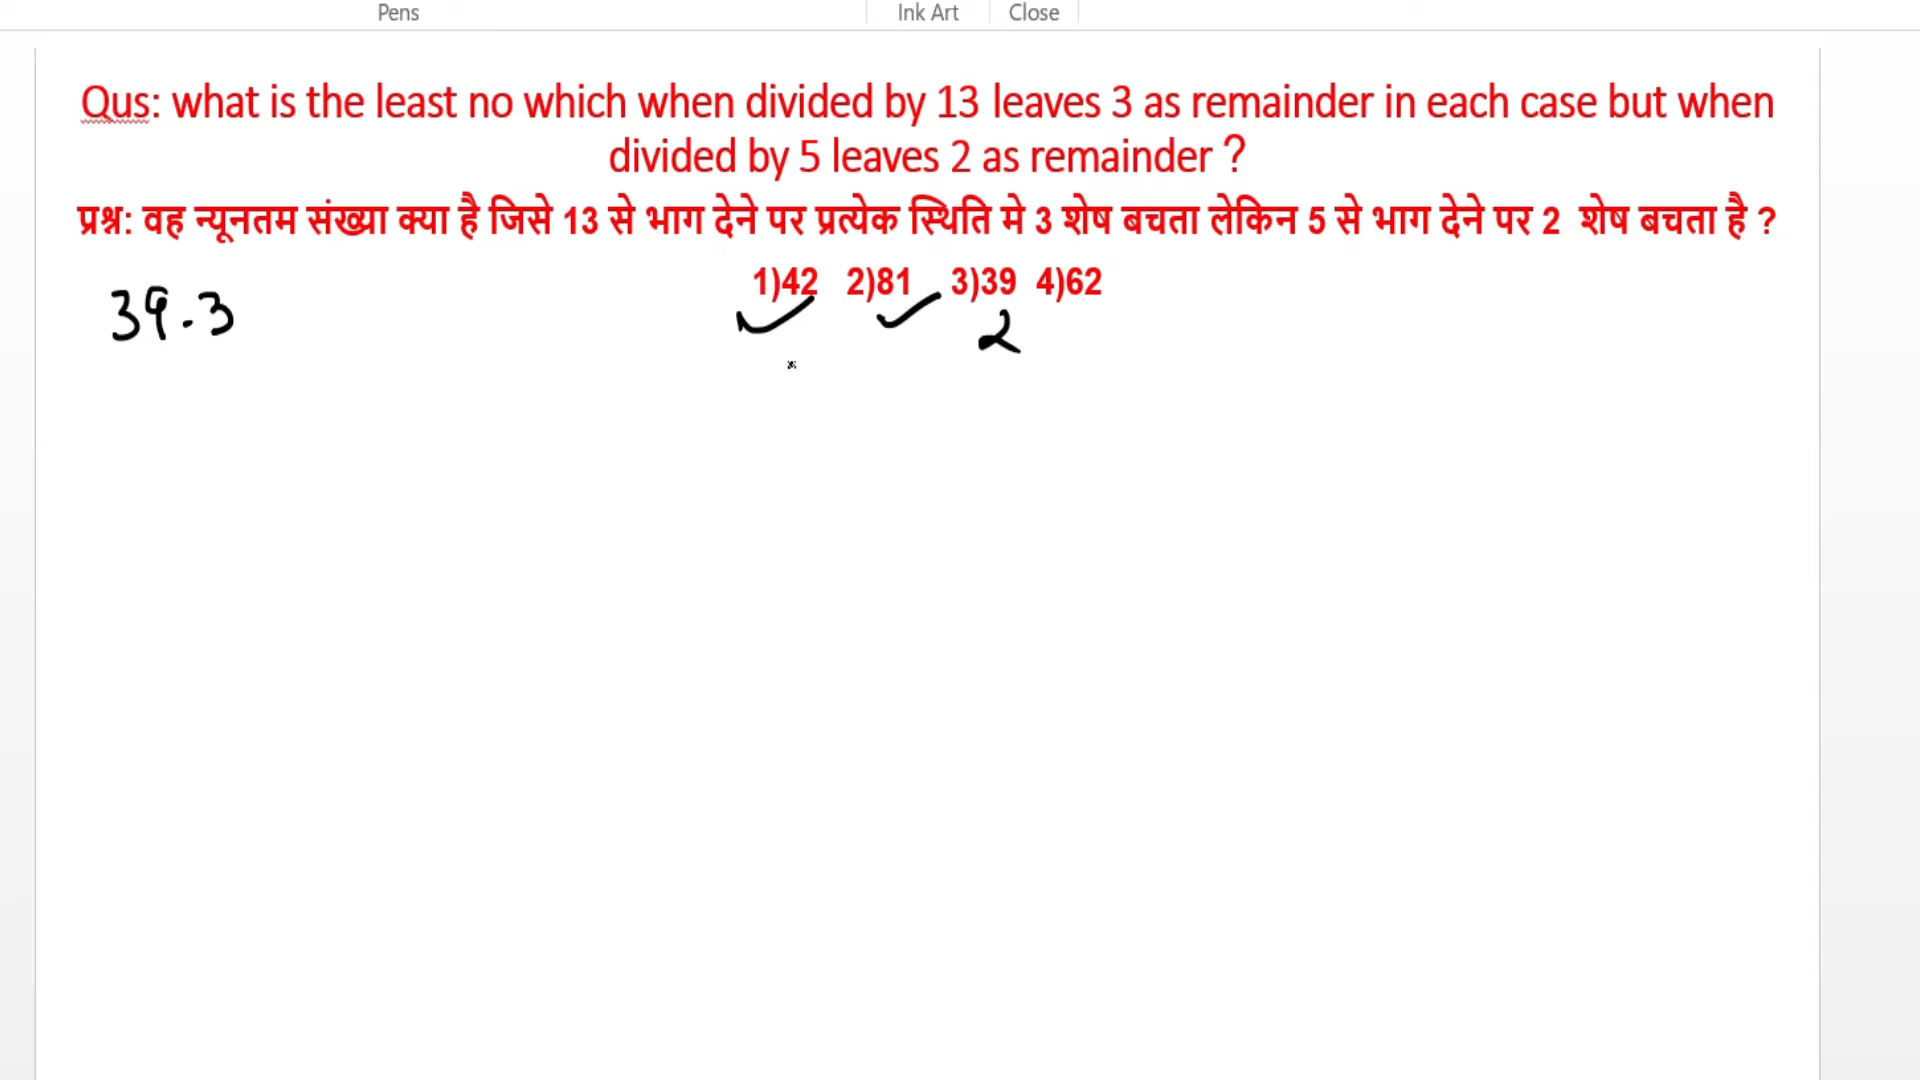 Pens Ink Art Close
Qus: what is the least no which when divided by 13 leaves 3 as remainder in each case but when
divided by 5 leaves 2 as remainder ?
प्रश्न: वह न्यूनतम संख्या क्या है जिसे 13 से भाग देने पर प्रत्येक स्थिति मे 3 शेष बचता लेकिन 5 से भाग देने पर 2 शेष बचता है ?
1)42 2)81 3)39 4)62
39.3
2